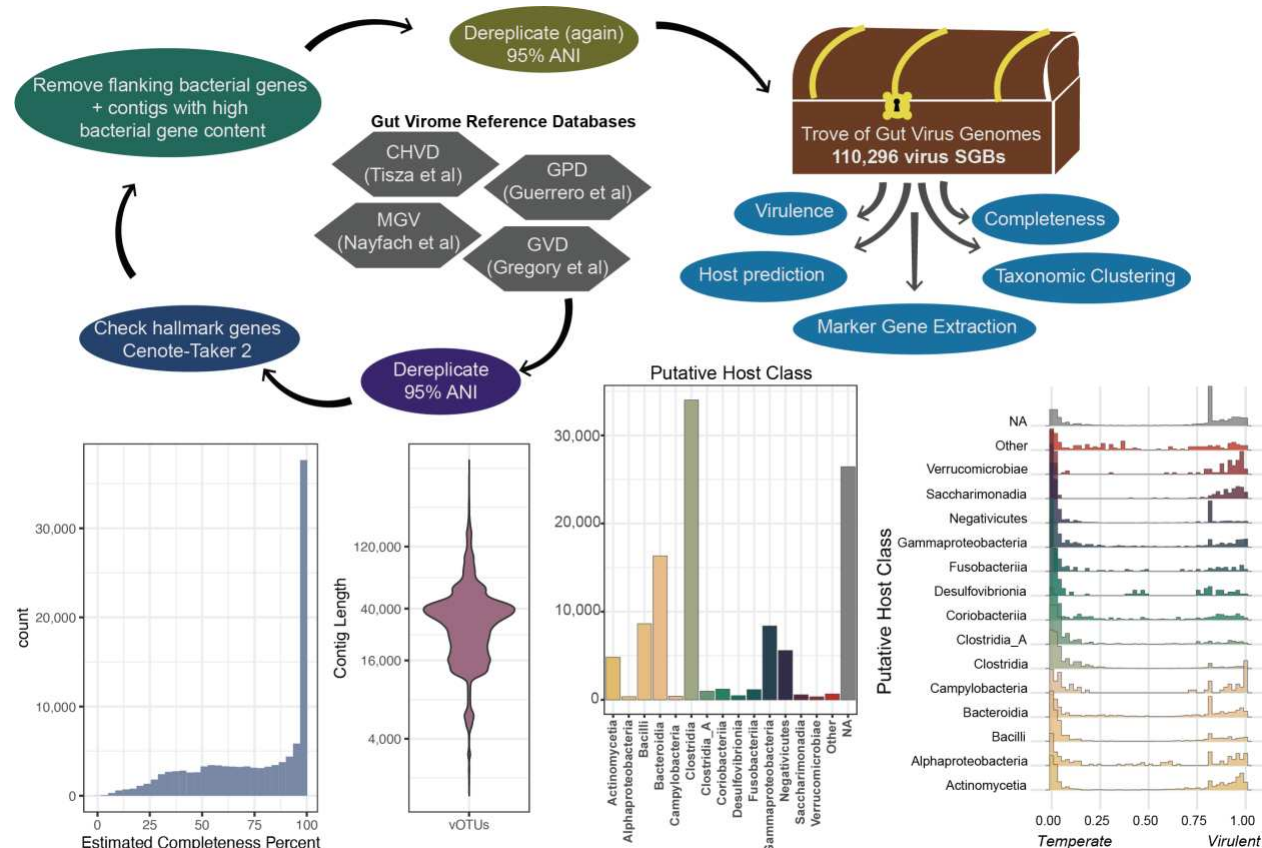 Remove flanking bacterial genes
+ contigs with high
bacterial gene content
Dereplicate (again)
95% ANI
Trove of Gut Virus Genomes
110,296 virus SGBs
Gut Virome Reference Databases
CHVD
(Tisza et al)
GPD
(Guerrero et al)
MGV
(Nayfach et al)
GVD
(Gregory et al)
Check hallmark genes
Cenote-Taker 2
Dereplicate
95% ANI
Virulence
Completeness
Host prediction
Taxonomic Clustering
Marker Gene Extraction
count
30,000
20,000
10,000
0
0
25
50
75
100
Estimated Completeness Percent
Contig Length
120,000
40,000
16,000
4,000
vOTUs
Putative Host Class
30,000
20,000
10,000
0
Actinomycetia
Alphaproteobacteria
Bacilli
Bacteroidia
Campylobacteria
Clostridia
Clostridia_A
Coriobacteriia
Desulfovibrionia
Fusobacteriia
Gammaproteobacteria
Negativicutes
Saccharimonadia
Verrucomicrobiae
Other
NA
Putative Host Class
NA
Other
Verrucomicrobiae
Saccharimonadia
Negativicutes
Gammaproteobacteria
Fusobacteriia
Desulfovibrionia
Coriobacteriia
Clostridia_A
Clostridia
Campylobacteria
Bacteroidia
Bacilli
Alphaproteobacteria
Actinomycetia
0.00
0.25
0.50
0.75
1.00
Temperate
Virulent